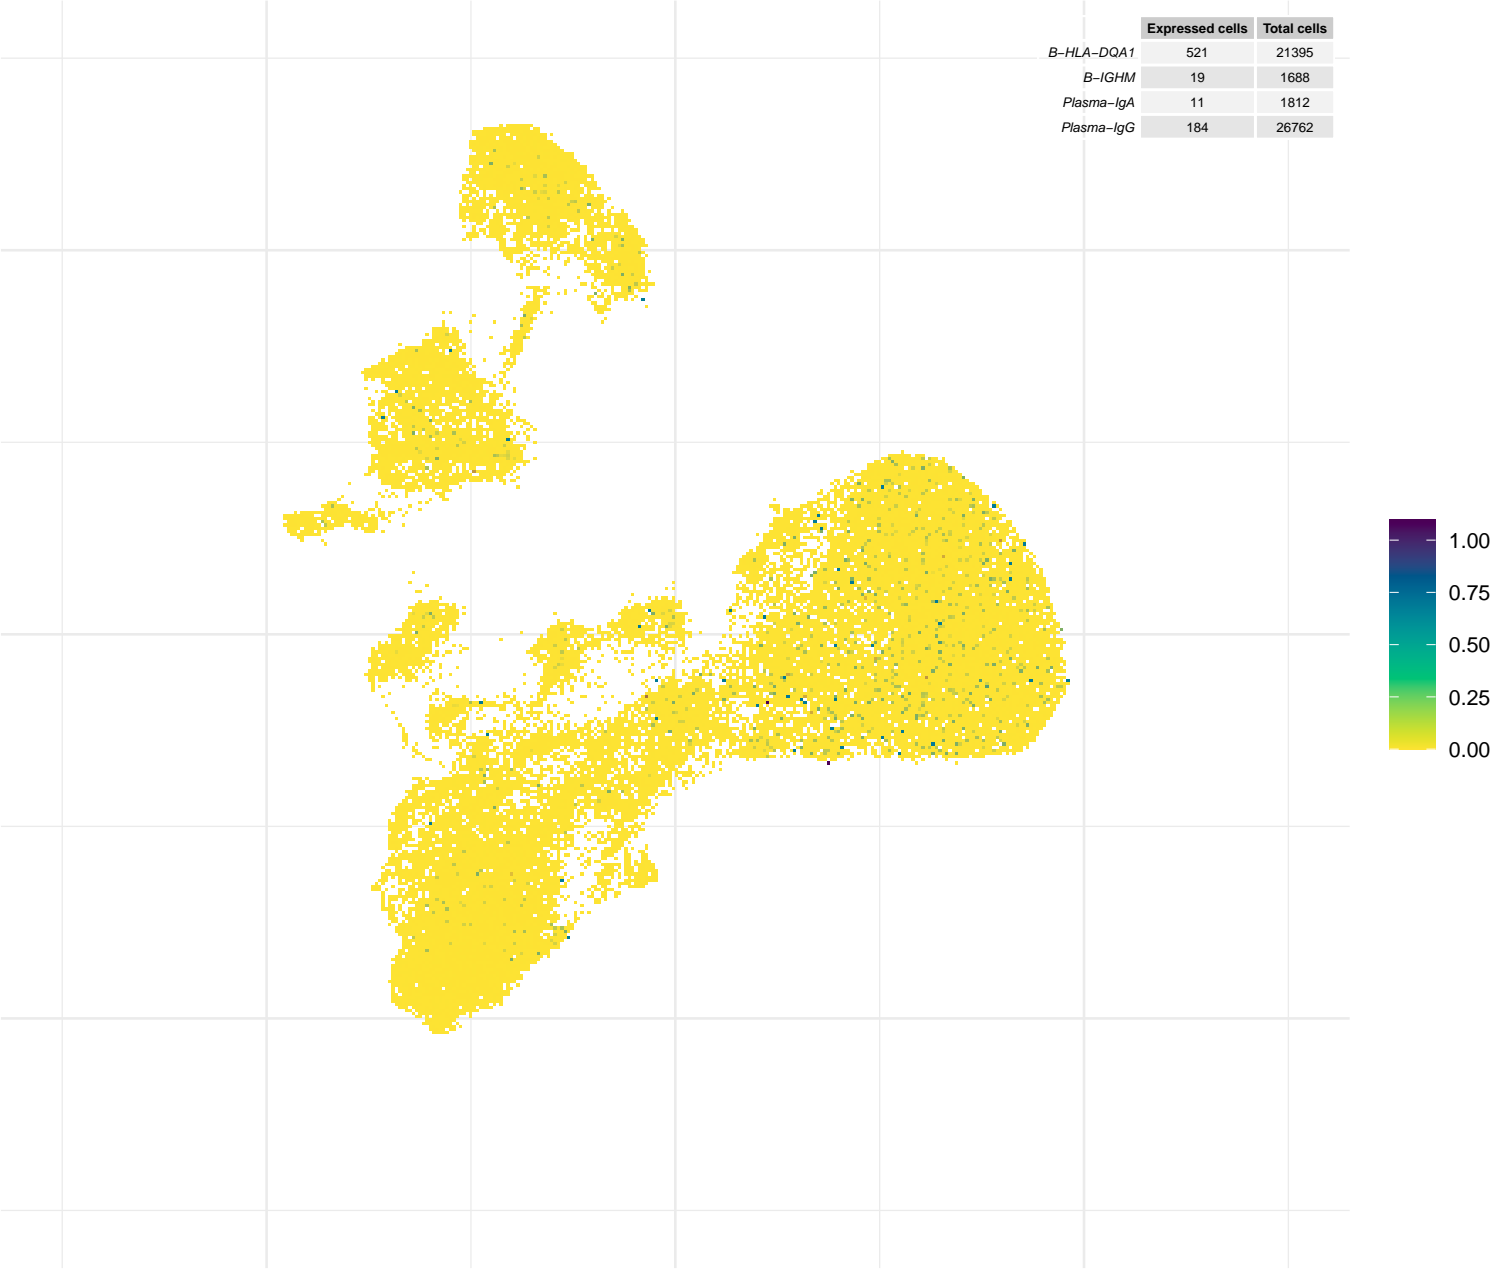 Expressed cells Total cells
B−HLA−DQA1 521 21395
B−IGHM 19 1688
Plasma−IgA 11 1812
Plasma−IgG 184 26762
1.00
0.75
0.50
0.25
0.00